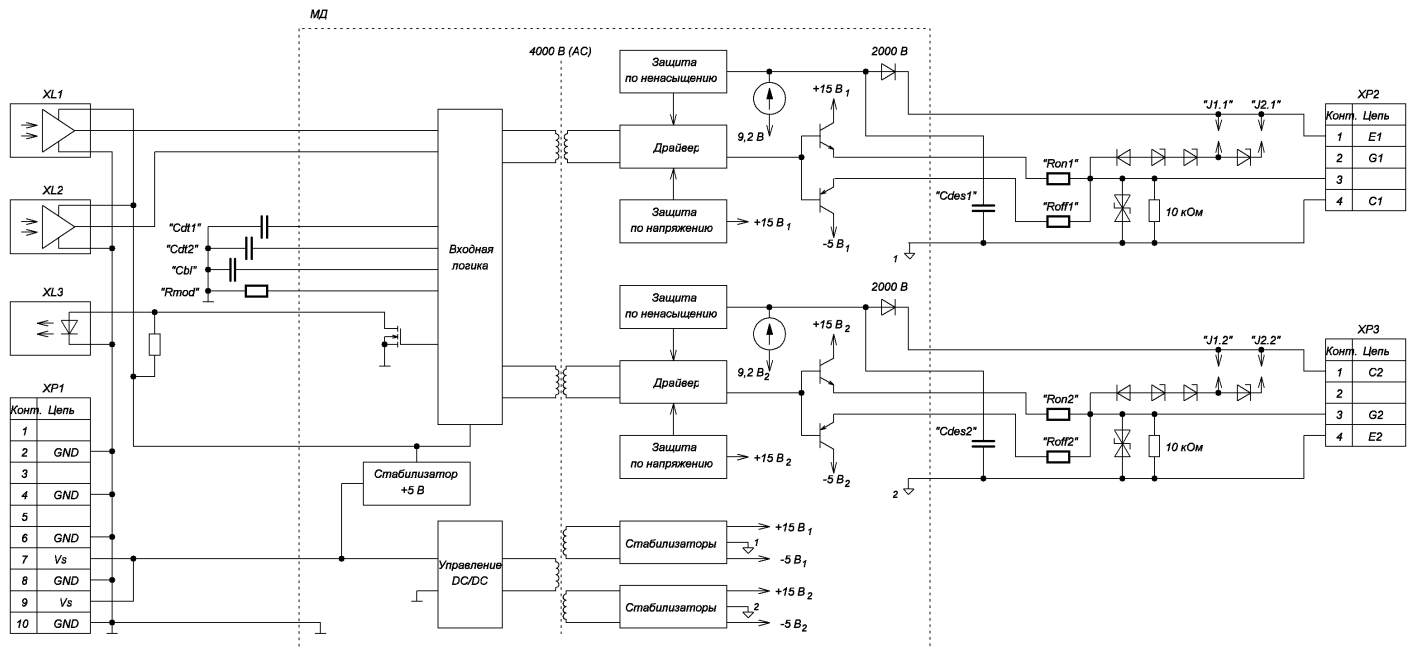 МД
4000 В (AC)
2000 В
Защита
по ненасыщению
+15 В 1
9,2 В
Драйвер
Защита
по напряжению
+15 В 1
-5 В 1
"Cdes1"
"Ron1"
"Roff1"
10 кОм
"J1.1" "J2.1"
1
XP2
Конт. Цепь
1 E1
2 G1
3
4 C1
XL1
XL2
XL3
"Cdt1"
"Cdt2"
"Cbl"
"Rmod"
Входная
логика
2000 В
Защита
по ненасыщению
+15 В 2
9,2 В 2
Драйвер
Защита
по напряжению
+15 В 2
-5 В 2
"Cdes2"
"Ron2"
"Roff2"
10 кОм
"J1.2" "J2.2"
2
XP3
Конт. Цепь
1 C2
2
3 G2
4 E2
XP1
Конт. Цепь
1
2 GND
3
4 GND
5
6 GND
7 Vs
8 GND
9 Vs
10 GND
Стабилизатор
+5 В
Управление
DC/DC
Стабилизаторы
+15 В 1
1
-5 В 1
Стабилизаторы
+15 В 2
2
-5 В 2